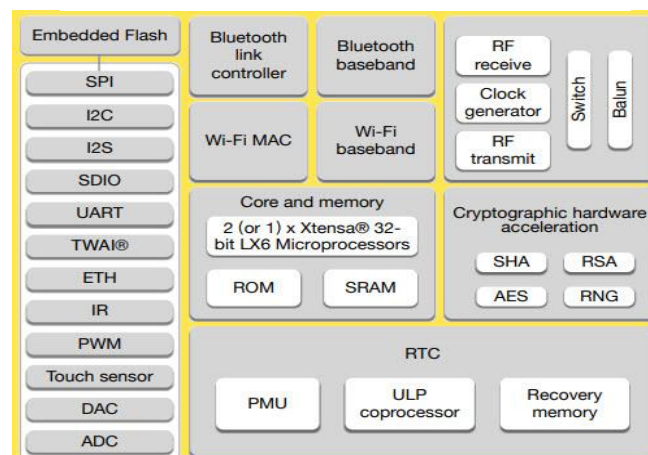 Embedded Flash
SPI
I2C
I2S
SDIO
UART
TWAI®
ETH
IR
PWM
Touch sensor
DAC
ADC
Bluetooth
link
controller
Bluetooth
baseband
Wi-Fi MAC
Wi-Fi
baseband
RF
receive
Clock
generator
RF
transmit
Switch
Balun
Core and memory
2 (or 1) x Xtensa® 32-
bit LX6 Microprocessors
ROM
SRAM
Cryptographic hardware
acceleration
SHA
RSA
AES
RNG
RTC
PMU
ULP
coprocessor
Recovery
memory